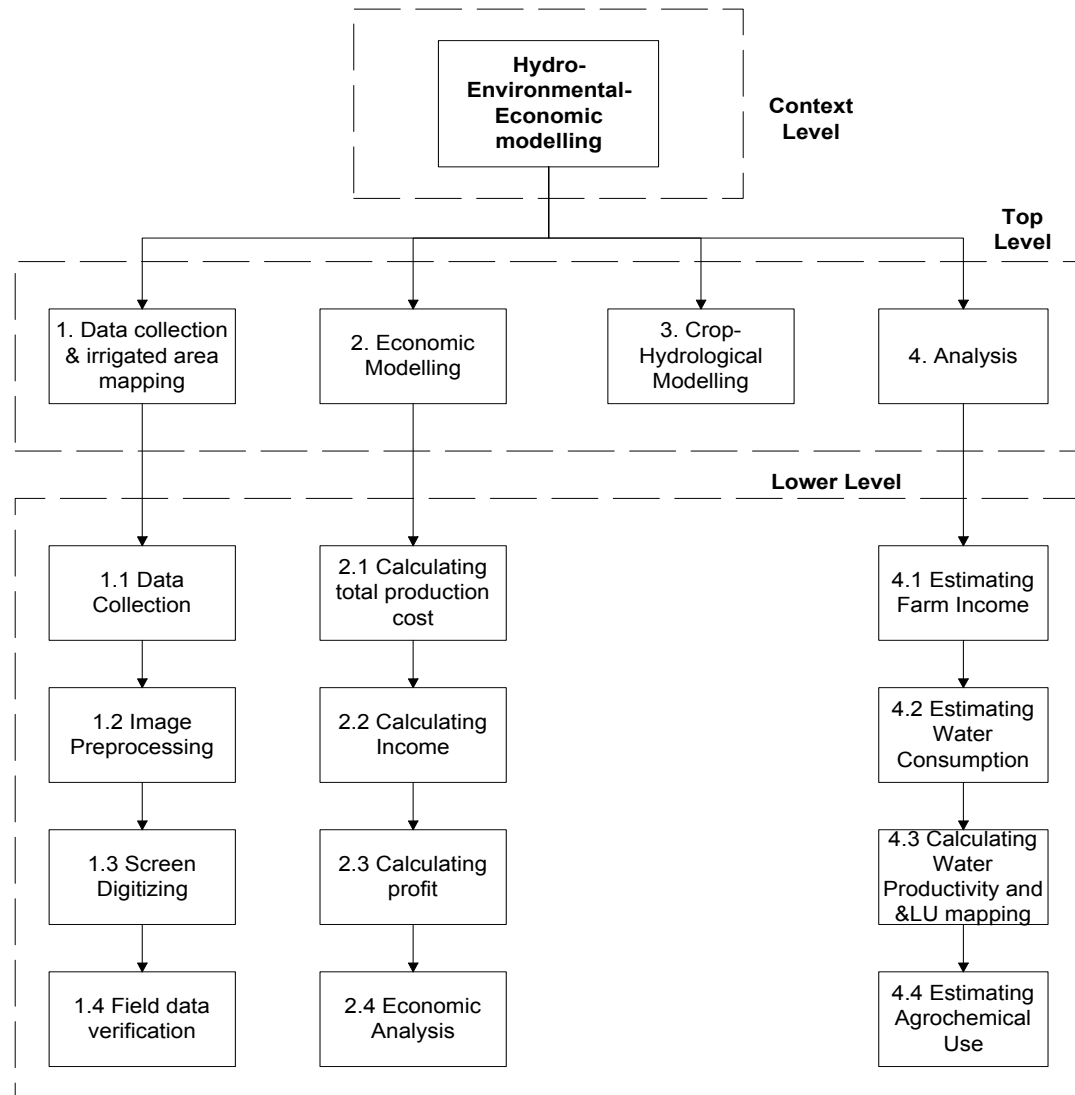 Hydro-
Environmental-
Economic
modelling
Context
Level
Top
Level
1. Data collection
& irrigated area
mapping
2. Economic
Modelling
3. Crop-
Hydrological
Modelling
4. Analysis
Lower Level
1.1 Data
Collection
2.1 Calculating
total production
cost
4.1 Estimating
Farm Income
1.2 Image
Preprocessing
2.2 Calculating
Income
4.2 Estimating
Water
Consumption
1.3 Screen
Digitizing
2.3 Calculating
profit
4.3 Calculating
Water
Productivity and
&LU mapping
1.4 Field data
verification
2.4 Economic
Analysis
4.4 Estimating
Agrochemical
Use